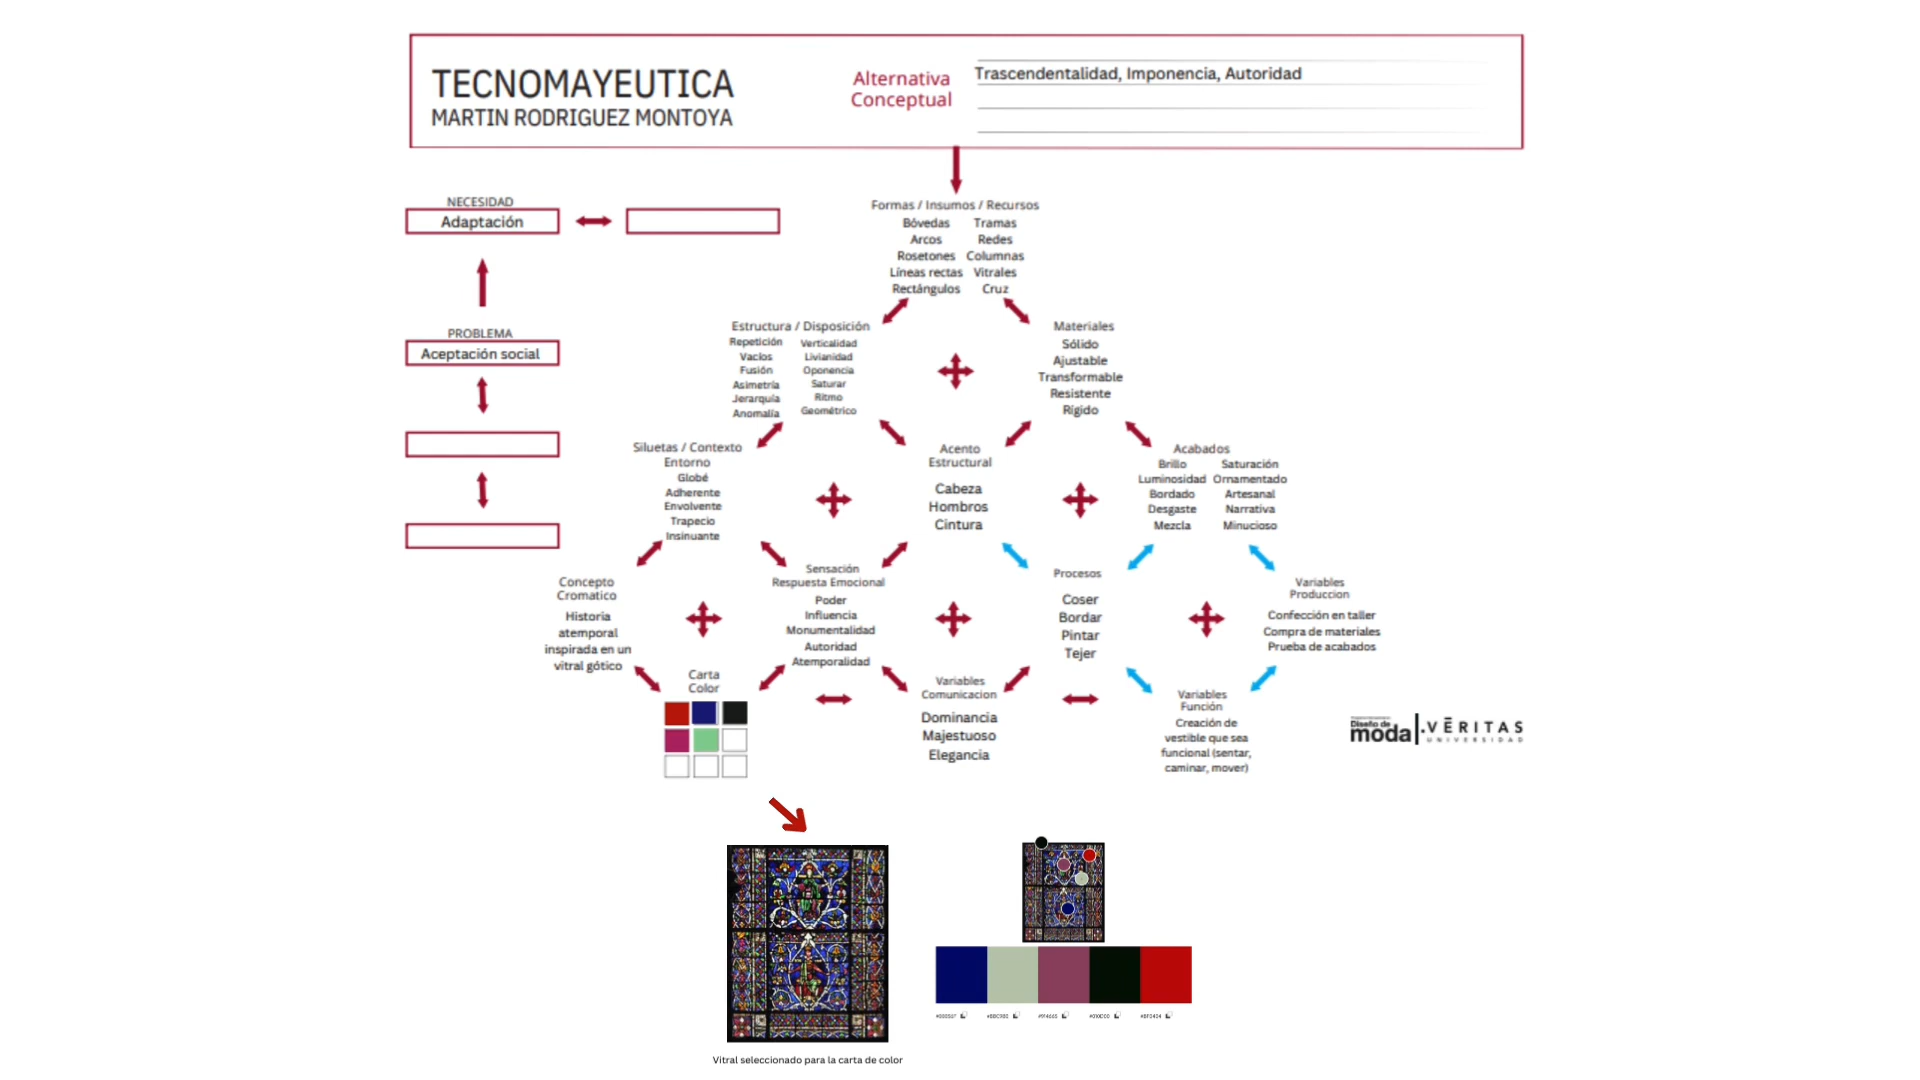 TECNOMAYEUTICA
MARTIN RODRIGUEZ MONTOYA
Alternativa
Conceptual
Trascendentalidad, Imponencia, Autoridad
NECESIDAD
Adaptación
PROBLEMA
Aceptación social
Formas / Insumos / Recursos
Bóvedas Tramas
Arcos Redes
Rosetones Columnas
Líneas rectas Vitrales
Rectángulos Cruz
Estructura / Disposición
Repetición Verticalidad
Vacíos Livianidad
Fusión Oponencia
Asimetría Saturar
Jerarquía Ritmo
Anomalía Geométrico
Materiales
Sólido
Ajustable
Transformable
Resistente
Rígido
Siluetas / Contexto
Entorno
Globé
Adherente
Envolvente
Trapecio
Insinuante
Acento
Estructural
Cabeza
Hombros
Cintura
Acabados
Brillo Saturación
Luminosidad Ornamentado
Bordado Artesanal
Desgaste Narrativa
Mezcla Minucioso
Concepto
Cromatico
Historia
atemporal
inspirada en un
vitral gótico
Sensación
Respuesta Emocional
Poder
Influencia
Monumentalidad
Autoridad
Atemporalidad
Procesos
Coser
Bordar
Pintar
Tejer
Variables
Produccion
Confección en taller
Compra de materiales
Prueba de acabados
Carta
Color
Variables
Comunicacion
Dominancia
Majestuoso
Elegancia
Variables
Función
Creación de
vestible que sea
funcional (sentar,
caminar, mover)
Diseño de
moda
.VĒRITAS
UNIVERSIDAD
Vitral seleccionado para la carta de color